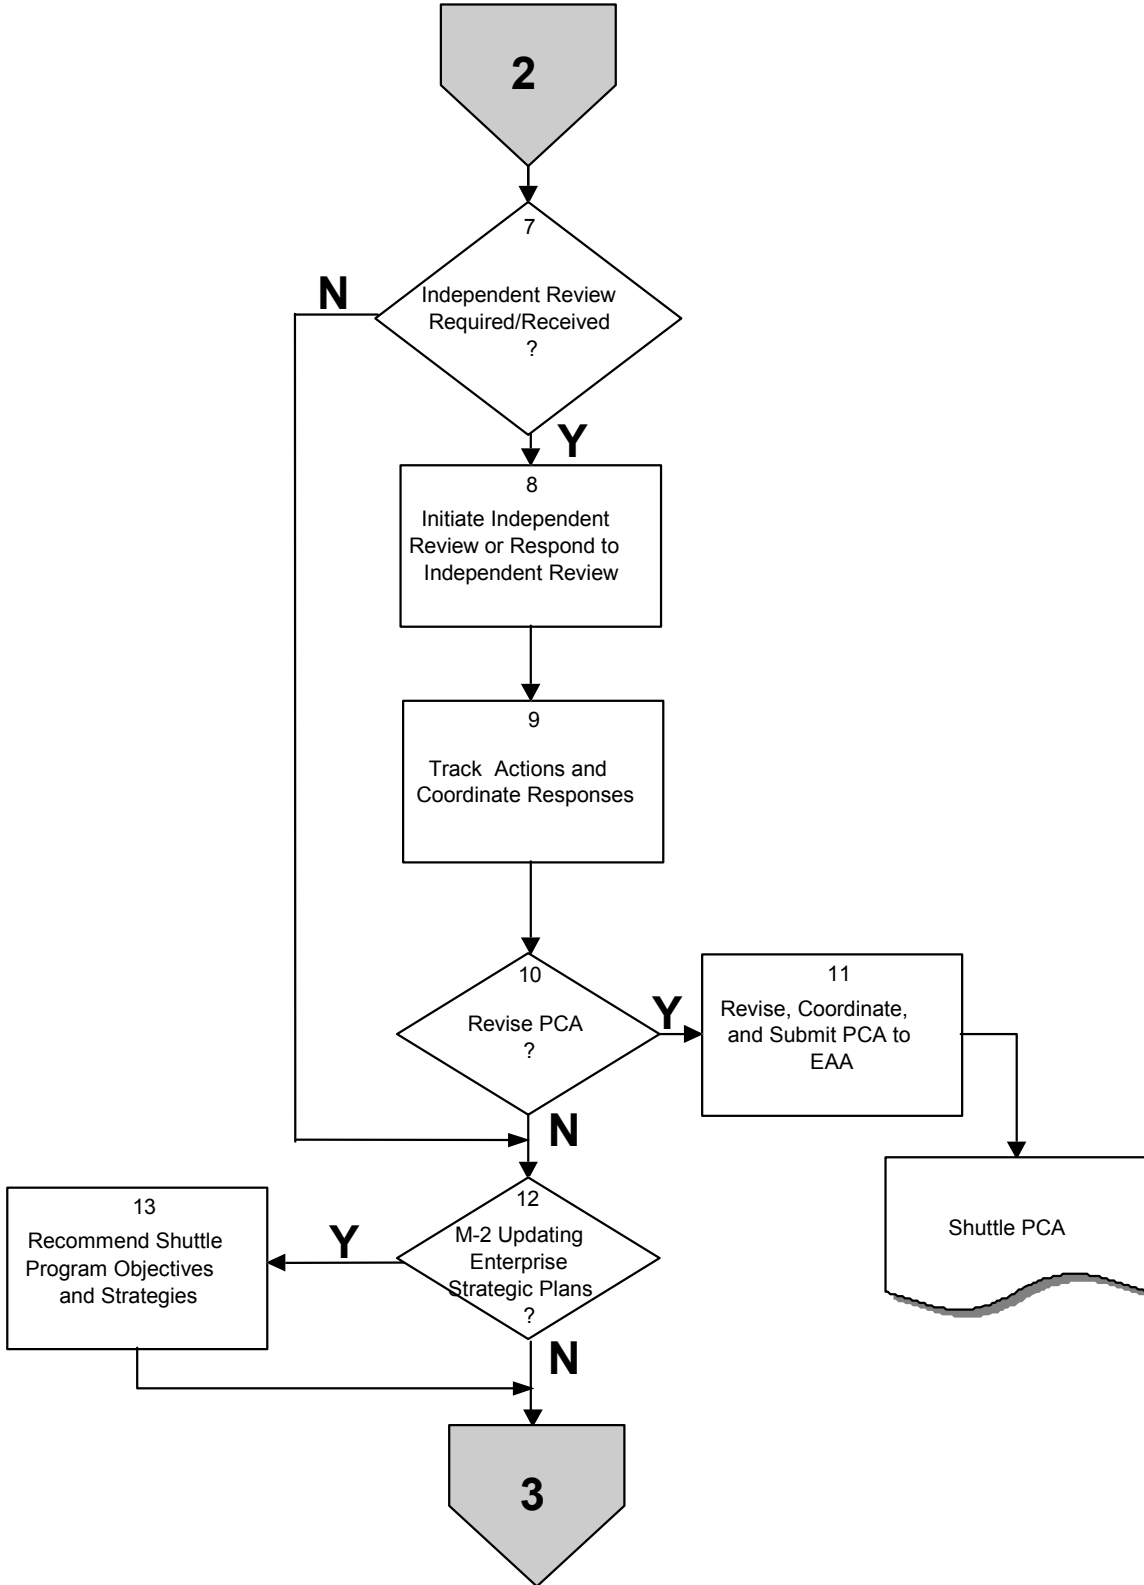 2
7
N
Independent Review
Required/Received
?
Y
8
Initiate Independent
Review or Respond to
Independent Review
9
Track Actions and
Coordinate Responses
10
Revise PCA
?
Y
11
Revise, Coordinate,
and Submit PCA to
EAA
N
12
M-2 Updating
Enterprise
Strategic Plans
?
Y
13
Recommend Shuttle
Program Objectives
and Strategies
Shuttle PCA
N
3